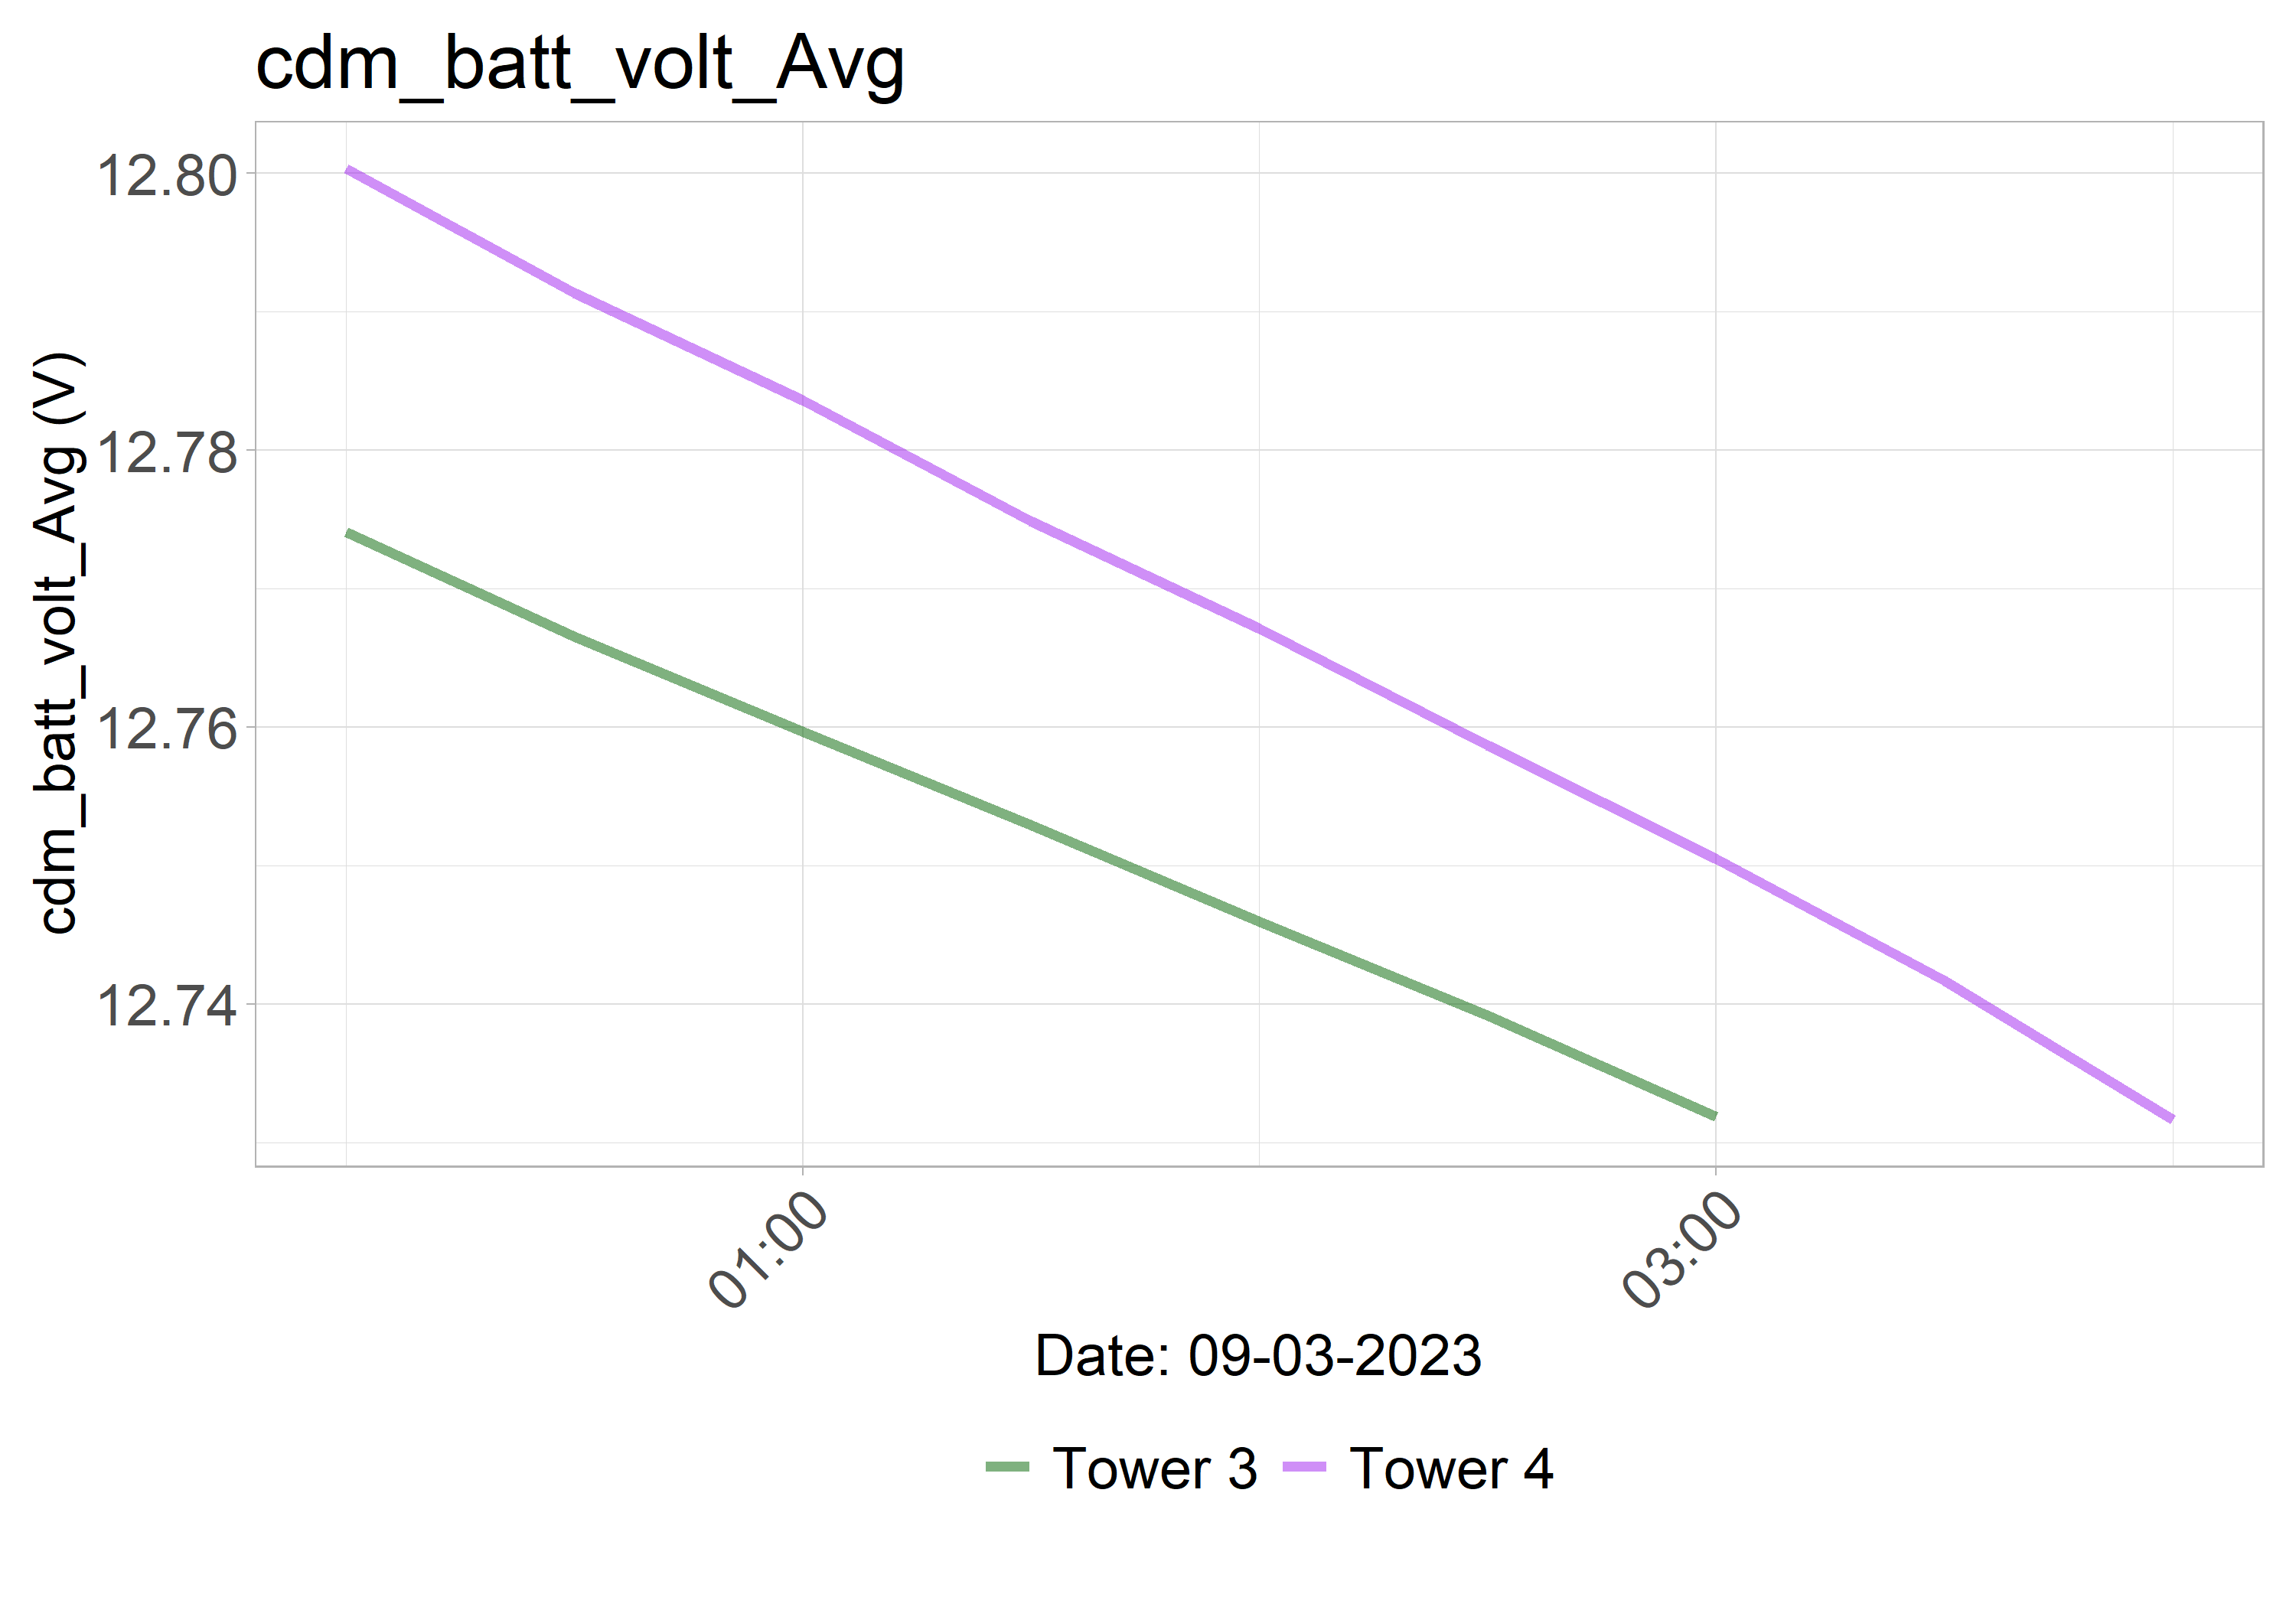 cdm_batt_volt_Avg
cdm_batt_volt_Avg (V)
12.80
12.78
12.76
12.74
01:00
03:00
Date: 09-03-2023
Tower 3
Tower 4